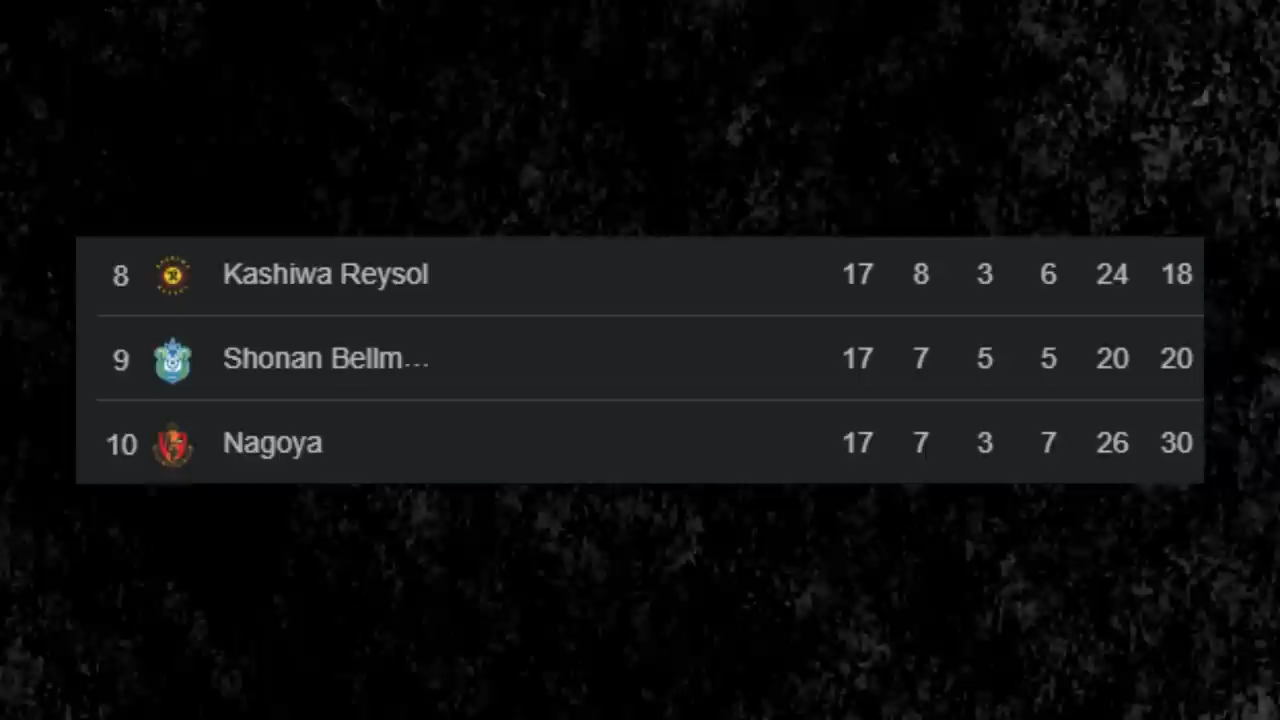 8 Kashiwa Reysol 17 8 3 6 24 18
9 Shonan Bellm... 17 7 5 5 20 20
10 Nagoya 17 7 3 7 26 30